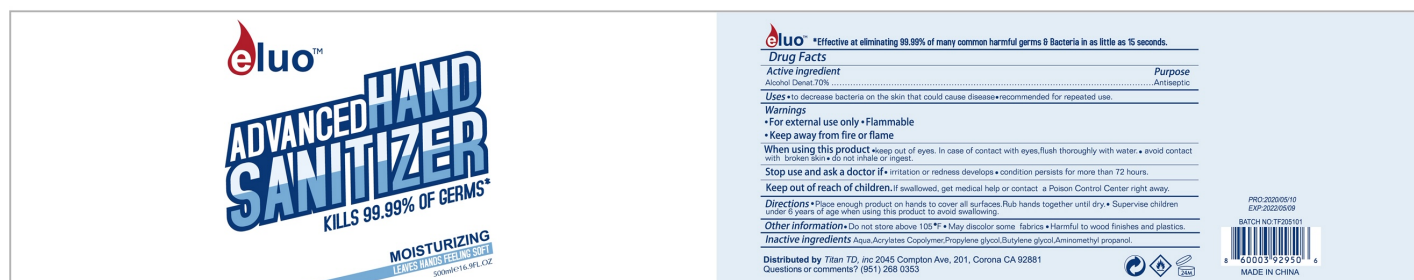 eluo™
ADVANCED HAND
SANITIZER
KILLS 99.99% OF GERMS*
MOISTURIZING
LEAVES HANDS FEELING SOFT
500ml℮16.9FL.OZ
eluo™ *Effective at eliminating 99.99% of many common harmful germs & Bacteria in as little as 15 seconds.
Drug Facts
Active ingredient Purpose
Alcohol Denat.70% ........Antiseptic
Uses •to decrease bacteria on the skin that could cause disease•recommended for repeated use.
Warnings
• For external use only • Flammable
• Keep away from fire or flame
When using this product •keep out of eyes. In case of contact with eyes,flush thoroughly with water.• avoid contact
with broken skin• do not inhale or ingest.
Stop use and ask a doctor if• irritation or redness develops • condition persists for more than 72 hours.
Keep out of reach of children. If swallowed, get medical help or contact a Poison Control Center right away.
Directions •Place enough product on hands to cover all surfaces.Rub hands together until dry.• Supervise children
under 6 years of age when using this product to avoid swallowing.
Other information• Do not store above 105°F • May discolor some fabrics • Harmful to wood finishes and plastics.
Inactive ingredients Aqua,Acrylates Copolymer,Propylene glycol,Butylene glycol,Aminomethyl propanol.
Distributed by Titan TD, inc 2045 Compton Ave, 201, Corona CA 92881
Questions or comments? (951) 268 0353
24M
PRO:2020/05/10
EXP:2022/05/09
BATCH NO:TF205101
8 60003 92950 6
MADE IN CHINA